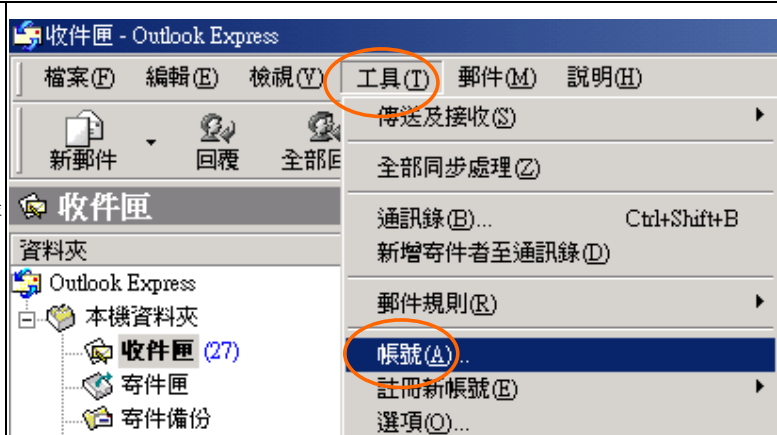 收件匣 - Outlook Express
檔案(F) 編輯(E) 檢視(V) 工具(T) 郵件(M) 說明(H)
新郵件 回覆 全部回
收件匣
資料夾
Outlook Express
本機資料夾
收件匣 (27)
寄件匣
寄件備份
傳送及接收(S)
全部同步處理(Z)
通訊錄(B)... Ctrl+Shift+B
新增寄件者至通訊錄(D)
郵件規則(R)
帳號(A)...
註冊新帳號(E)
選項(O)...